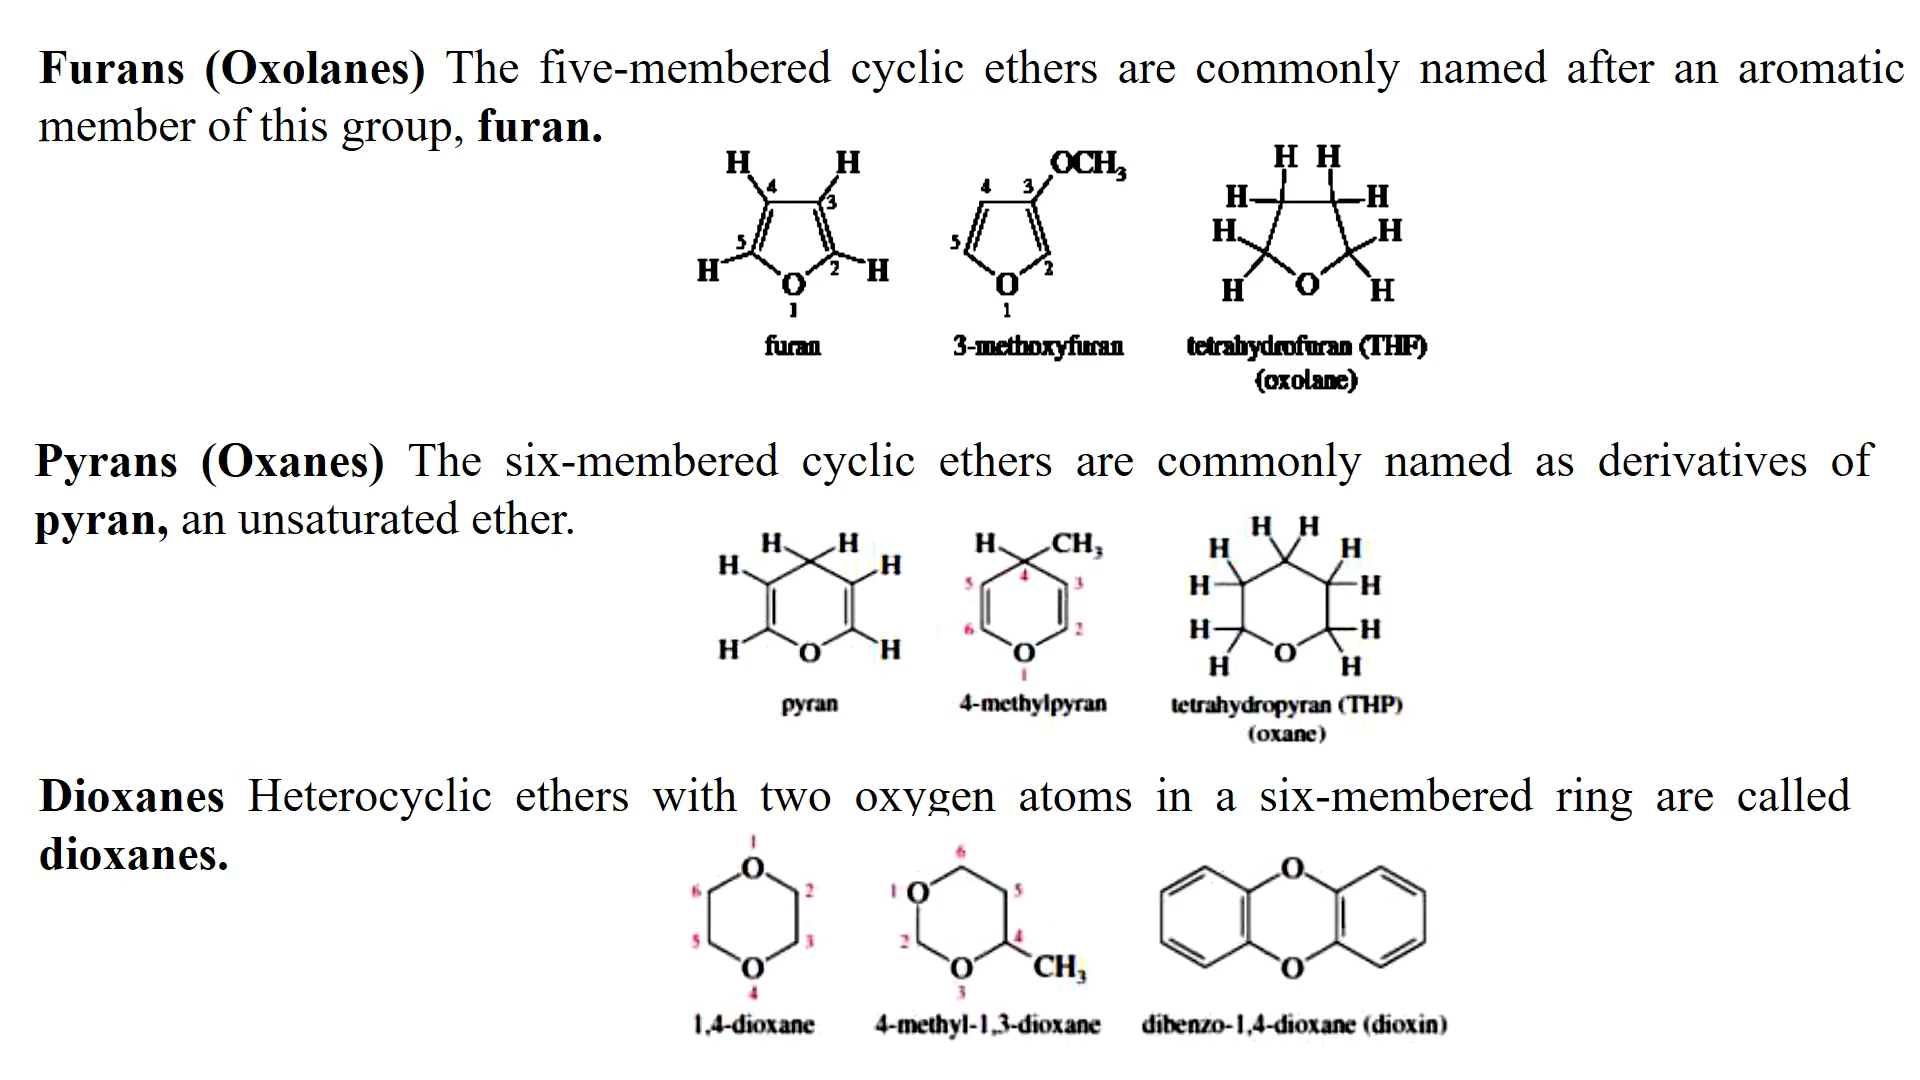 Furans (Oxolanes) The five-membered cyclic ethers are commonly named after an aromatic
member of this group, furan.
H H
4 3
5 2
H O H
1
furan
OCH3
4 3
5 2
O
1
3-methoxyfuran
H H
H H
H H
H O H
tetrahydrofuran (THF)
(oxolane)
Pyrans (Oxanes) The six-membered cyclic ethers are commonly named as derivatives of
pyran, an unsaturated ether.
H H
H H
H O H
pyran
H CH3
5 4 3
6 2
O
1
4-methylpyran
H H
H H
H H
H H
H O H
tetrahydropyran (THP)
(oxane)
Dioxanes Heterocyclic ethers with two oxygen atoms in a six-membered ring are called
dioxanes.
1
O
6 2
5 3
O
4
1,4-dioxane
6
1 O 5
2 4
O CH3
3
4-methyl-1,3-dioxane
O
O
dibenzo-1,4-dioxane (dioxin)